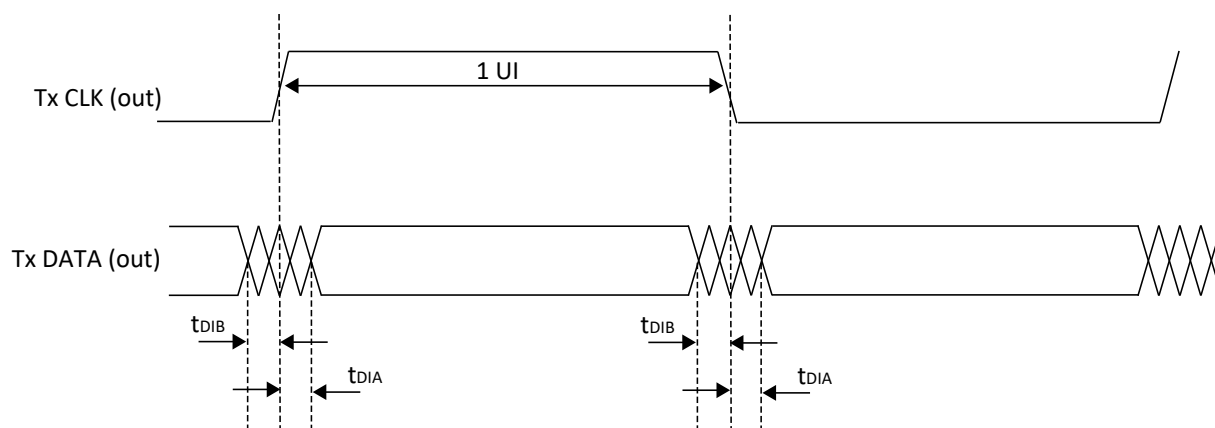 1 UI
Tx CLK (out)
Tx DATA (out)
tDIB
tDIB
tDIA
tDIA